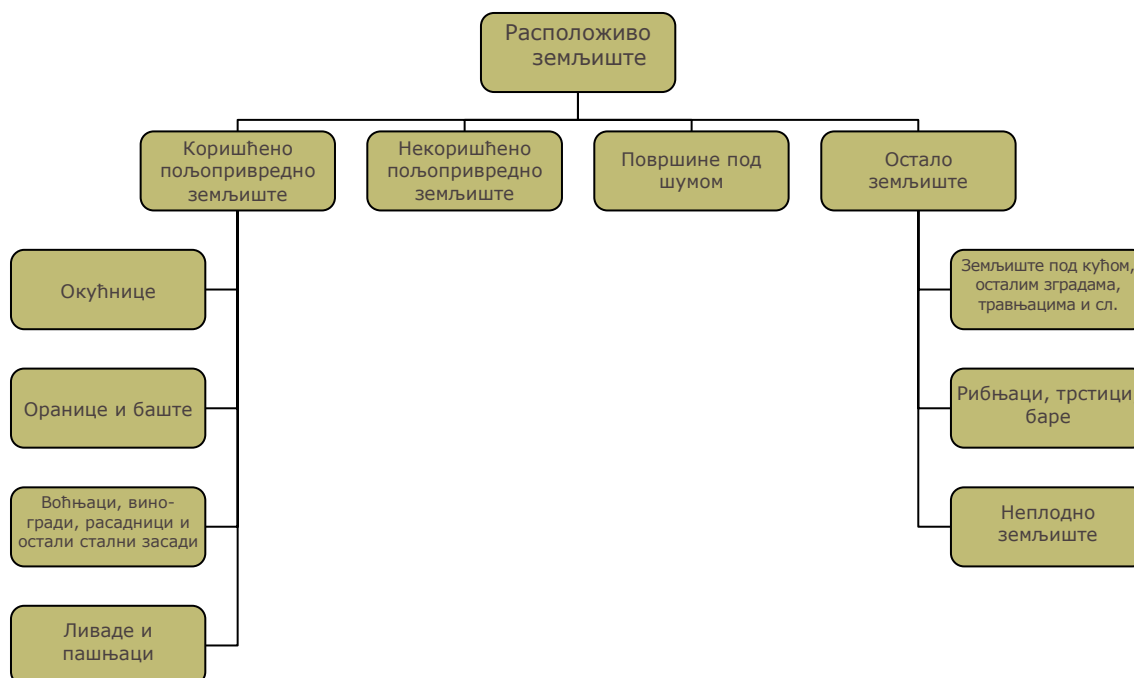 Расположиво
земљиште
Коришћено
пољопривредно
земљиште
Некоришћено
пољопривредно
земљиште
Површине под
шумом
Остало
земљиште
Окућнице
Оранице и баште
Воћњаци, вино-
гради, расадници и
остали стални засади
Ливаде и
пашњаци
Земљиште под кућом,
осталим зградама,
травњацима и сл.
Рибњаци, трстици
баре
Неплодно
земљиште